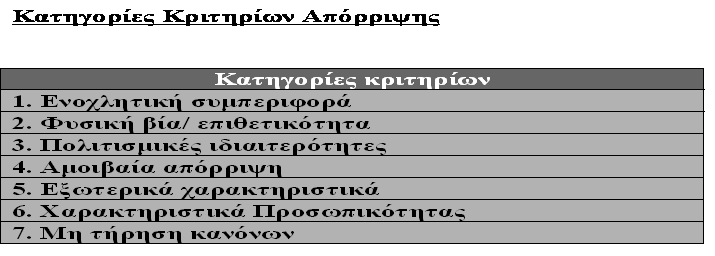 Κατηγορίες Κριτηρίων Απόρριψης
Κατηγορίες κριτηρίων
1. Ενοχλητική συμπεριφορά
2. Φυσική βία/ επιθετικότητα
3. Πολιτισμικές ιδιαιτερότητες
4. Αμοιβαία απόρριψη
5. Εξωτερικά χαρακτηριστικά
6. Χαρακτηριστικά Προσωπικότητας
7. Μη τήρηση κανόνων